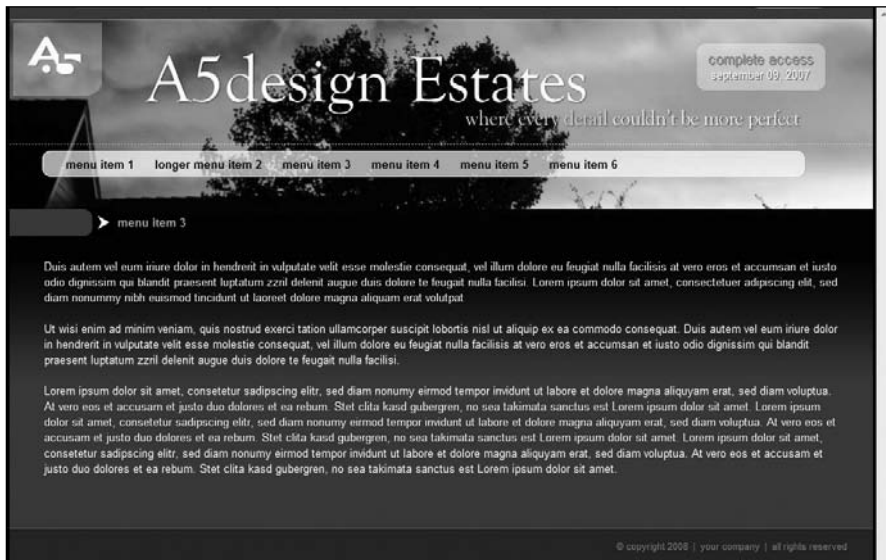 A5
A5design Estates
where every detail couldn't be more perfect
complete access
september 09, 2007
menu item 1 longer menu item 2 menu item 3 menu item 4 menu item 5 menu item 6
menu item 3
Duis autem vel eum iriure dolor in hendrerit in vulputate velit esse molestie consequat, vel illum dolore eu feugiat nulla facilisis at vero eros et accumsan et iusto
odio dignissim qui blandit praesent luptatum zzril delenit augue duis dolore te feugait nulla facilisi. Lorem ipsum dolor sit amet, consectetuer adipiscing elit, sed
diam nonummy nibh euismod tincidunt ut laoreet dolore magna aliquam erat volutpat
Ut wisi enim ad minim veniam, quis nostrud exerci tation ullamcorper suscipit lobortis nisl ut aliquip ex ea commodo consequat. Duis autem vel eum iriure dolor
in hendrerit in vulputate velit esse molestie consequat, vel illum dolore eu feugiat nulla facilisis at vero eros et accumsan et iusto odio dignissim qui blandit
praesent luptatum zzril delenit augue duis dolore te feugait nulla facilisi.
Lorem ipsum dolor sit amet, consetetur sadipscing elitr, sed diam nonumy eirmod tempor invidunt ut labore et dolore magna aliquyam erat, sed diam voluptua.
At vero eos et accusam et justo duo dolores et ea rebum. Stet clita kasd gubergren, no sea takimata sanctus est Lorem ipsum dolor sit amet. Lorem ipsum
dolor sit amet, consetetur sadipscing elitr, sed diam nonumy eirmod tempor invidunt ut labore et dolore magna aliquyam erat, sed diam voluptua. At vero eos et
accusam et justo duo dolores et ea rebum. Stet clita kasd gubergren, no sea takimata sanctus est Lorem ipsum dolor sit amet. Lorem ipsum dolor sit amet,
consetetur sadipscing elitr, sed diam nonumy eirmod tempor invidunt ut labore et dolore magna aliquyam erat, sed diam voluptua. At vero eos et accusam et
justo duo dolores et ea rebum. Stet clita kasd gubergren, no sea takimata sanctus est Lorem ipsum dolor sit amet.
© copyright 2008 | your company | all rights reserved